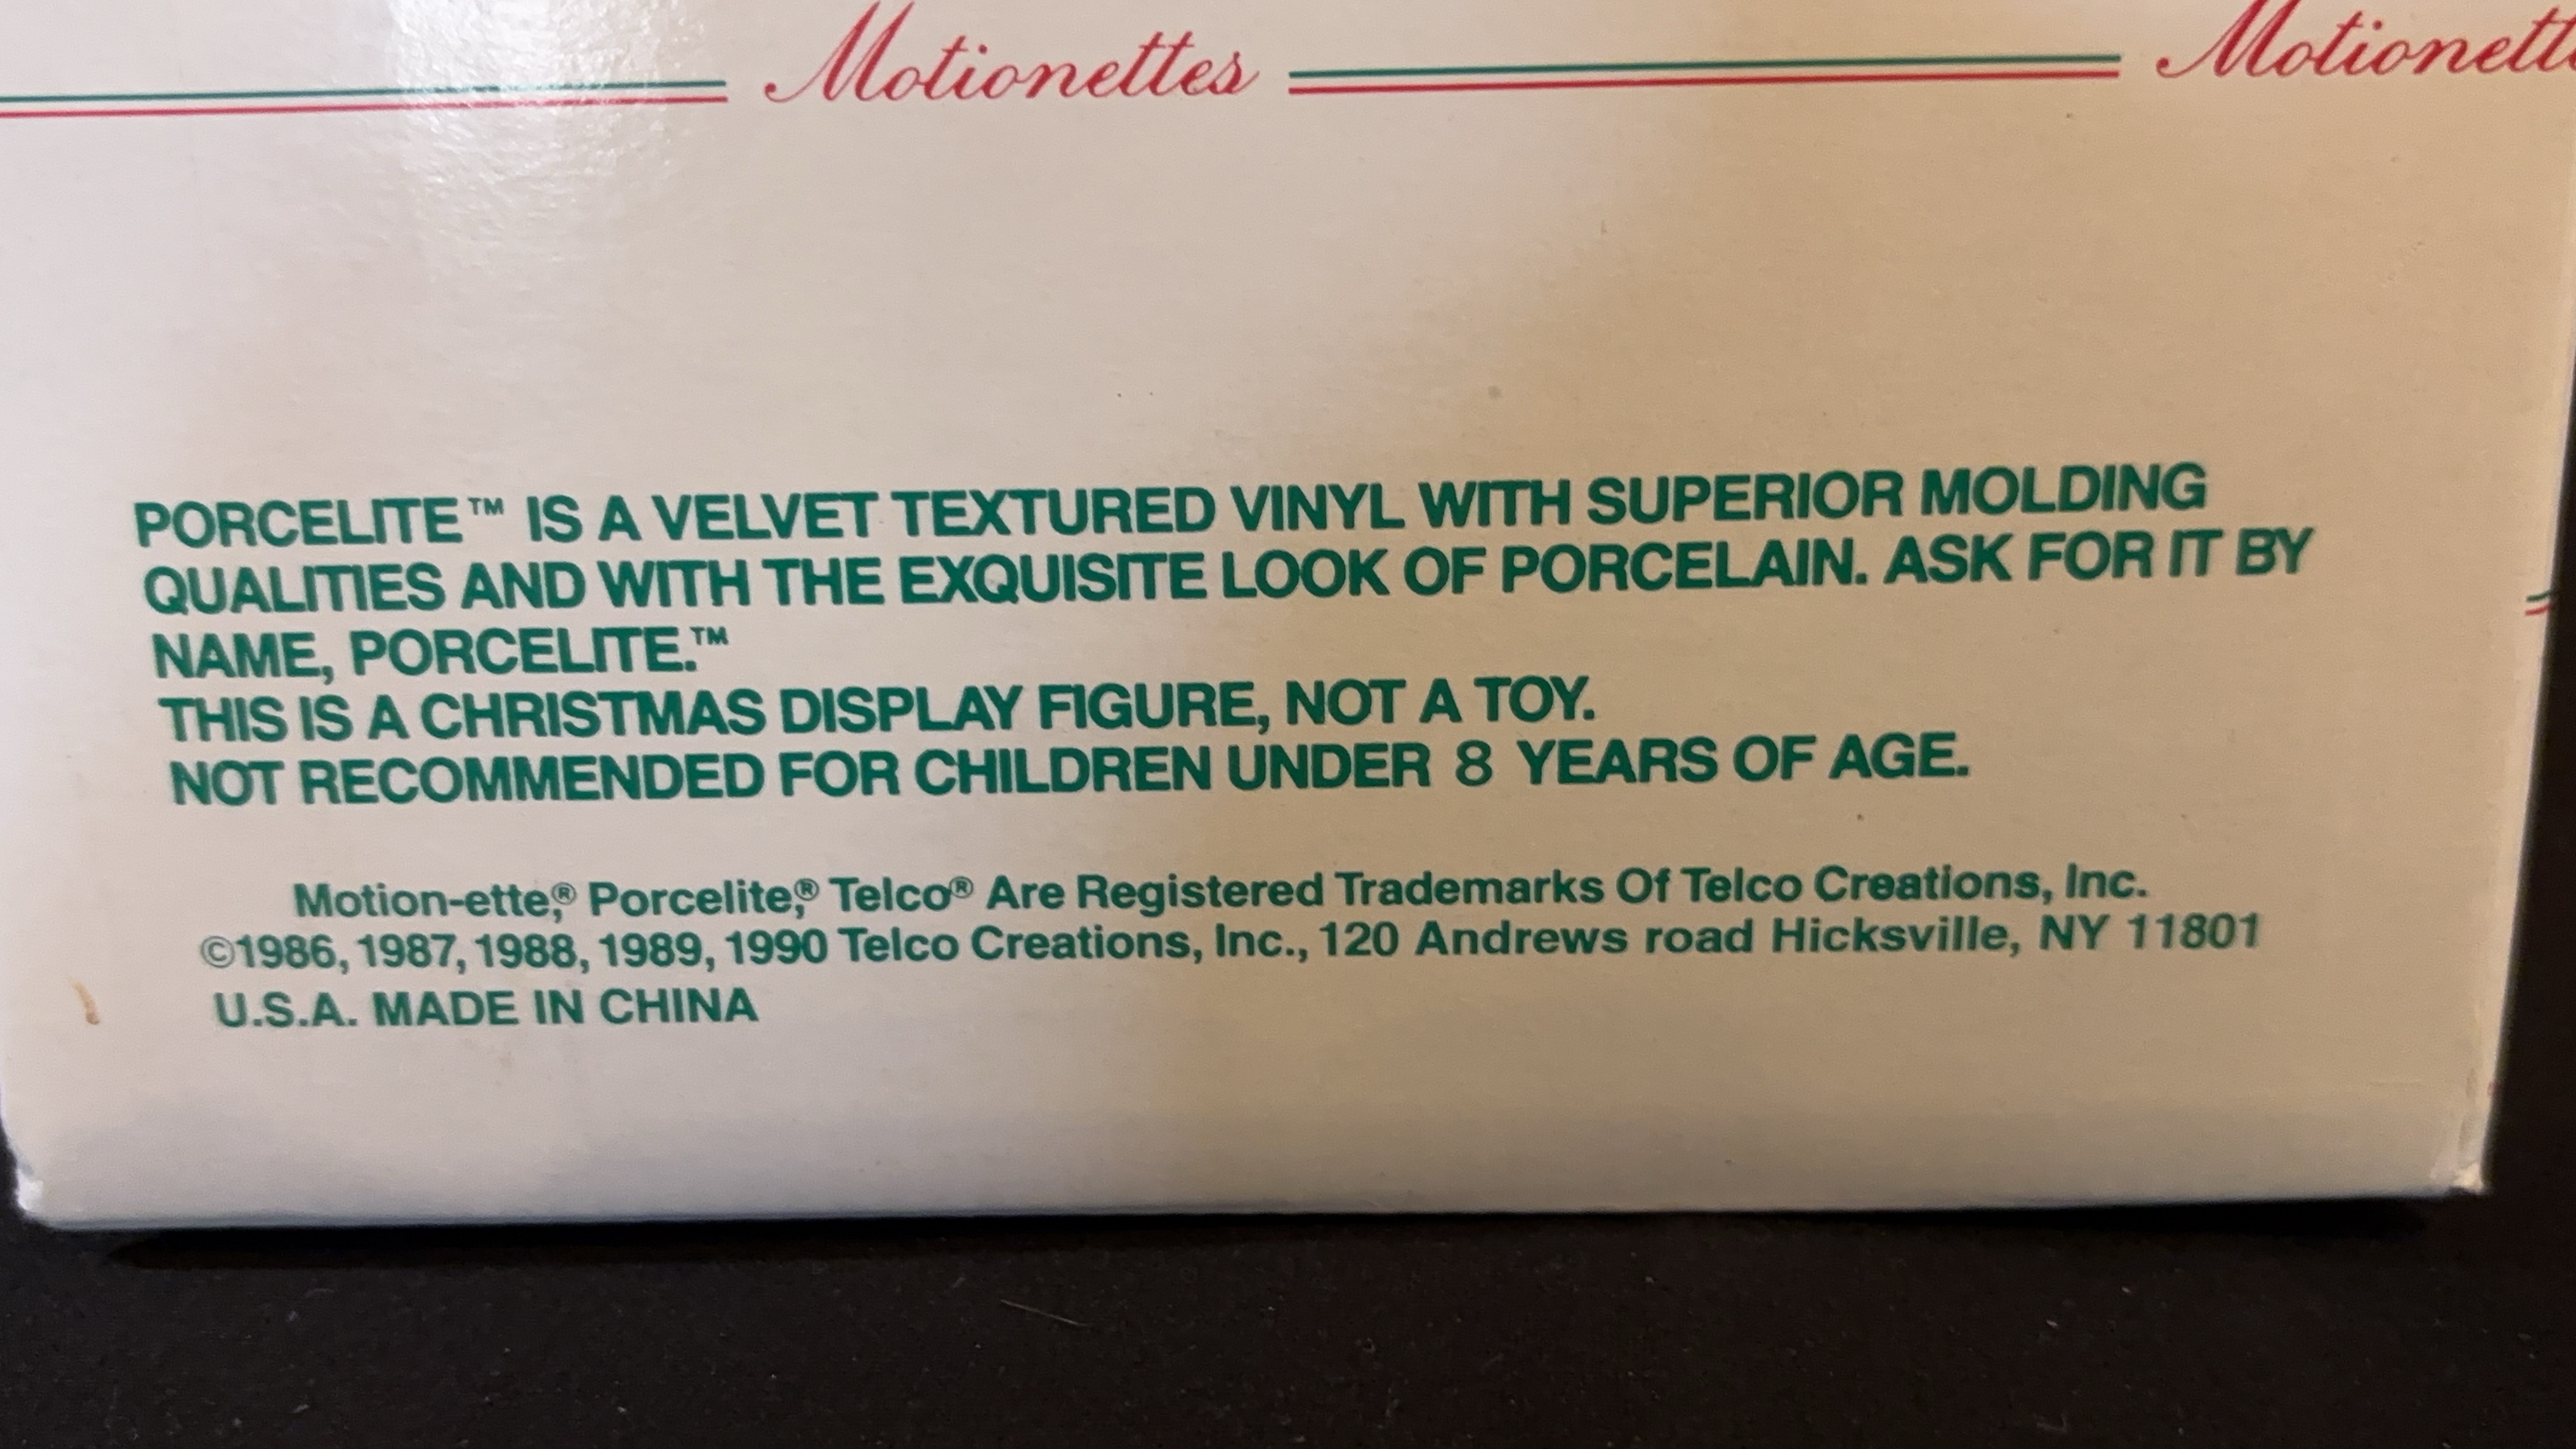 Motionettes Motionette
PORCELITE™ IS A VELVET TEXTURED VINYL WITH SUPERIOR MOLDING
QUALITIES AND WITH THE EXQUISITE LOOK OF PORCELAIN. ASK FOR IT BY
NAME, PORCELITE.™
THIS IS A CHRISTMAS DISPLAY FIGURE, NOT A TOY.
NOT RECOMMENDED FOR CHILDREN UNDER 8 YEARS OF AGE.
Motion-ette,® Porcelite,® Telco® Are Registered Trademarks Of Telco Creations, Inc.
©1986, 1987, 1988, 1989, 1990 Telco Creations, Inc., 120 Andrews road Hicksville, NY 11801
U.S.A. MADE IN CHINA